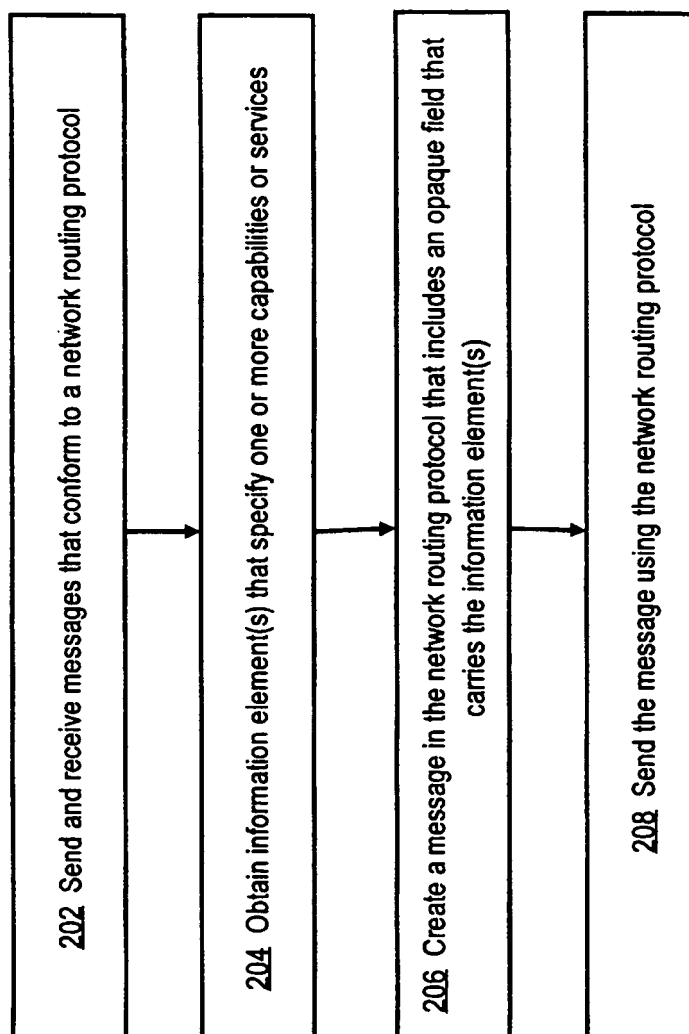 202 Send and receive messages that conform to a network routing protocol
204 Obtain information element(s) that specify one or more capabilities or services
206 Create a message in the network routing protocol that includes an opaque field that
carries the information element(s)
208 Send the message using the network routing protocol